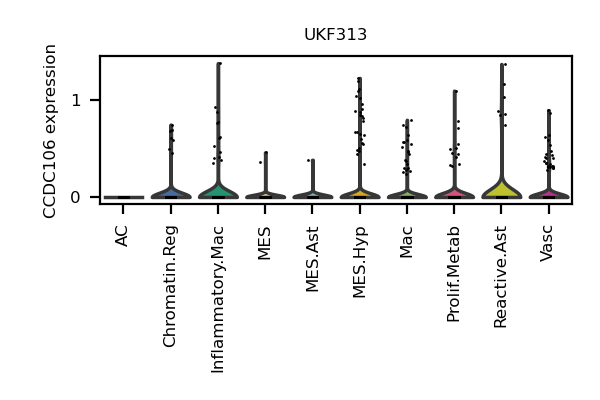 UKF313
CCDC106 expression
1
0
AC
Chromatin.Reg
Inflammatory.Mac
MES
MES.Ast
MES.Hyp
Mac
Prolif.Metab
Reactive.Ast
Vasc